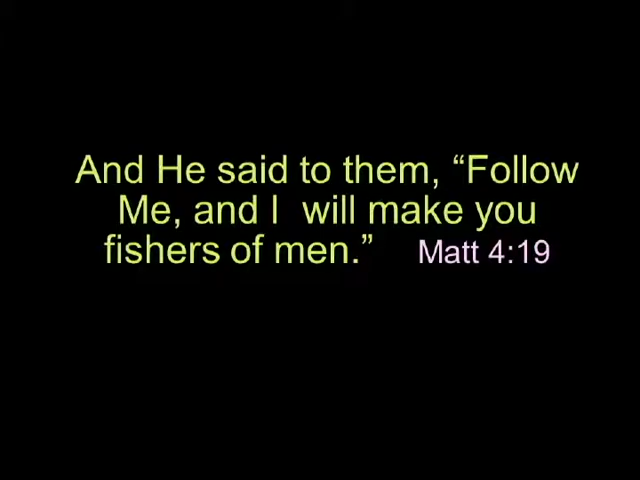 And He said to them, “Follow
Me, and I  will make you
fishers of men.”    Matt 4:19